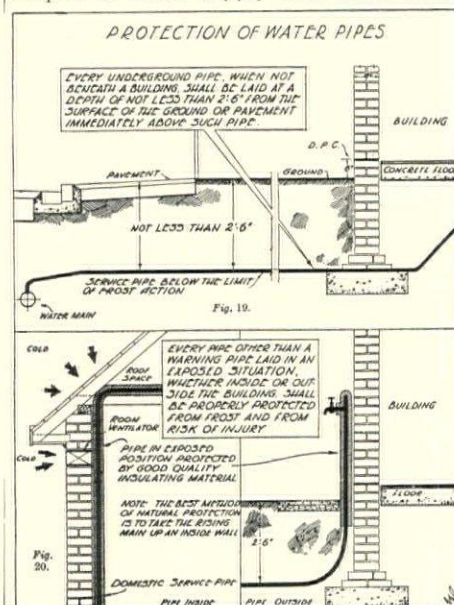 PROTECTION OF WATER PIPES
EVERY UNDERGROUND PIPE, WHEN NOT
BENEATH A BUILDING, SHALL BE LAID AT A
DEPTH OF NOT LESS THAN 2'-6" FROM THE
SURFACE OF THE GROUND OR PAVEMENT
IMMEDIATELY ABOVE SUCH PIPE.
BUILDING
D.P.C.
PAVEMENT
GROUND
CONCRETE FLOO
NOT LESS THAN 2'-6"
SERVICE PIPE BELOW THE LIMIT
OF FROST ACTION
Fig. 19.
WATER MAIN
COLD
ROOF
SPACE
EVERY PIPE OTHER THAN A
WARNING PIPE LAID IN AN
EXPOSED SITUATION,
WHETHER INSIDE OR OUT-
SIDE THE BUILDING, SHALL
BE PROPERLY PROTECTED
FROM FROST AND FROM
RISK OF INJURY
BUILDING
ROOM
VENTILATOR
COLD
PIPE IN EXPOSED
POSITION PROTECTED
BY GOOD QUALITY
INSULATING MATERIAL
FLOOR
NOTE THE BEST METHOD
OF NATURAL PROTECTION
IS TO TAKE THE RISING
MAIN UP AN INSIDE WALL
2'-6"
Fig.
20.
DOMESTIC SERVICE PIPE
PIPE INSIDE
PIPE OUTSIDE